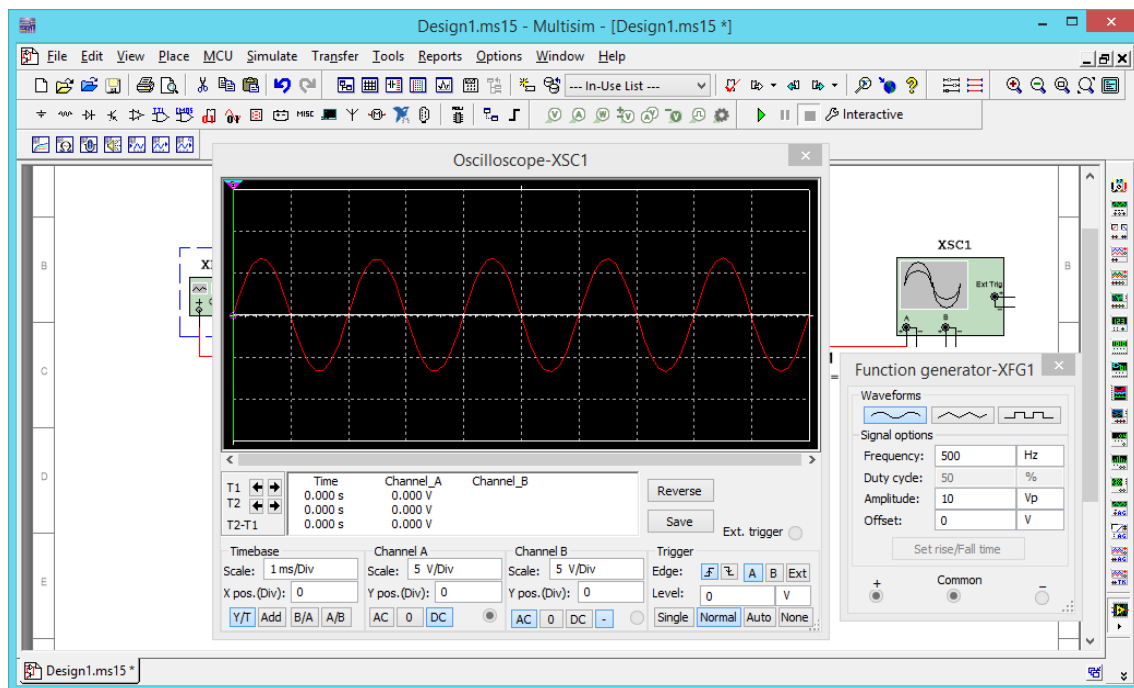 Design1.ms15 - Multisim - [Design1.ms15 *]
File Edit View Place MCU Simulate Transfer Tools Reports Options Window Help
--- In-Use List ---
MISC
Interactive
Oscilloscope-XSC1
B
XSC1
B
Ext Trig
A B
C
Function generator-XFG1
Waveforms
Signal options
Frequency: 500 Hz
Duty cycle: 50 %
Amplitude: 10 Vp
Offset: 0 V
Set rise/Fall time
+ Common −
D
Time Channel_A Channel_B
T1 0.000 s 0.000 V
T2 0.000 s 0.000 V
T2-T1 0.000 s 0.000 V
Reverse
Save
Ext. trigger
E
Timebase
Scale: 1 ms/Div
X pos.(Div): 0
Y/T Add B/A A/B
Channel A
Scale: 5 V/Div
Y pos.(Div): 0
AC 0 DC
Channel B
Scale: 5 V/Div
Y pos.(Div): 0
AC 0 DC -
Trigger
Edge: A B Ext
Level: 0 V
Single Normal Auto None
Design1.ms15 *